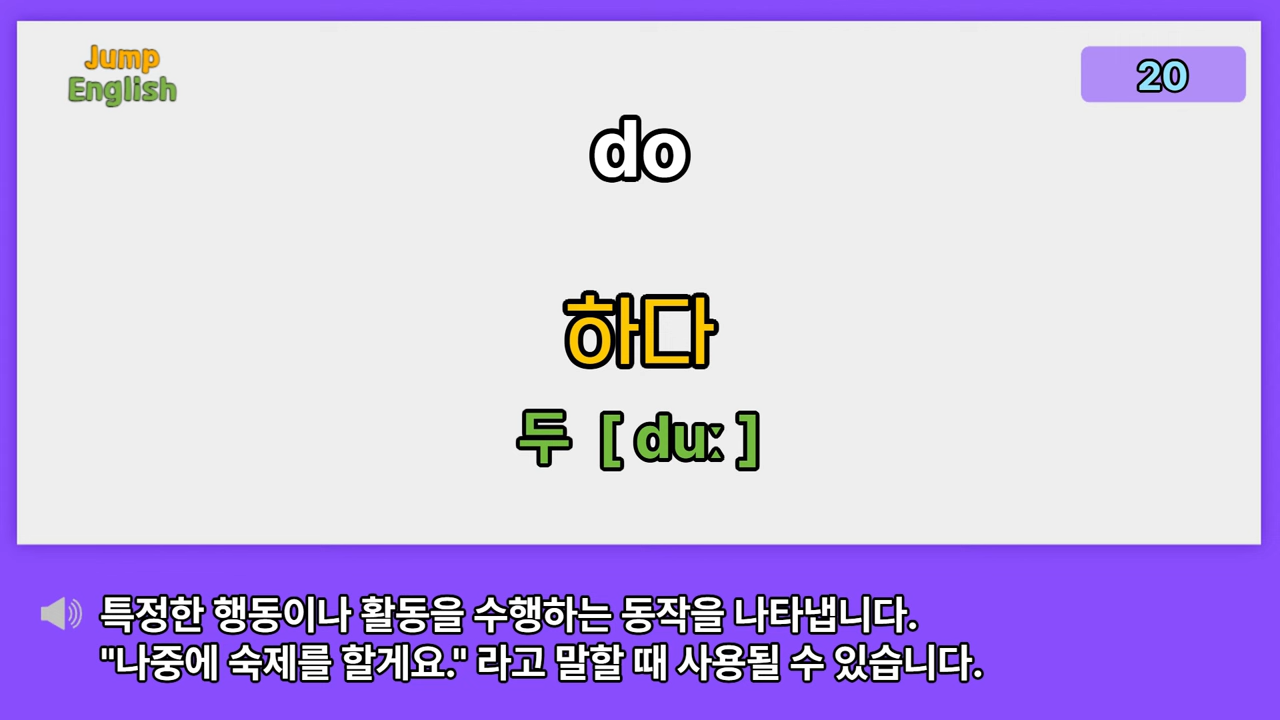 Jump
English
20
do
하다
두 [ duː ]
특정한 행동이나 활동을 수행하는 동작을 나타냅니다.
"나중에 숙제를 할게요." 라고 말할 때 사용될 수 있습니다.